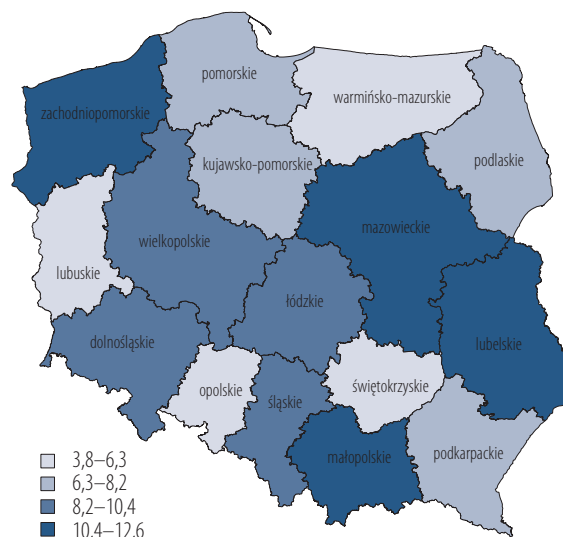 pomorskie
warmińsko-mazurskie
zachodniopomorskie
kujawsko-pomorskie
podlaskie
mazowieckie
wielkopolskie
lubuskie
łódzkie
dolnośląskie
lubelskie
opolskie
świętokrzyskie
śląskie
małopolskie
podkarpackie
3,8–6,3
6,3–8,2
8,2–10,4
10,4–12,6